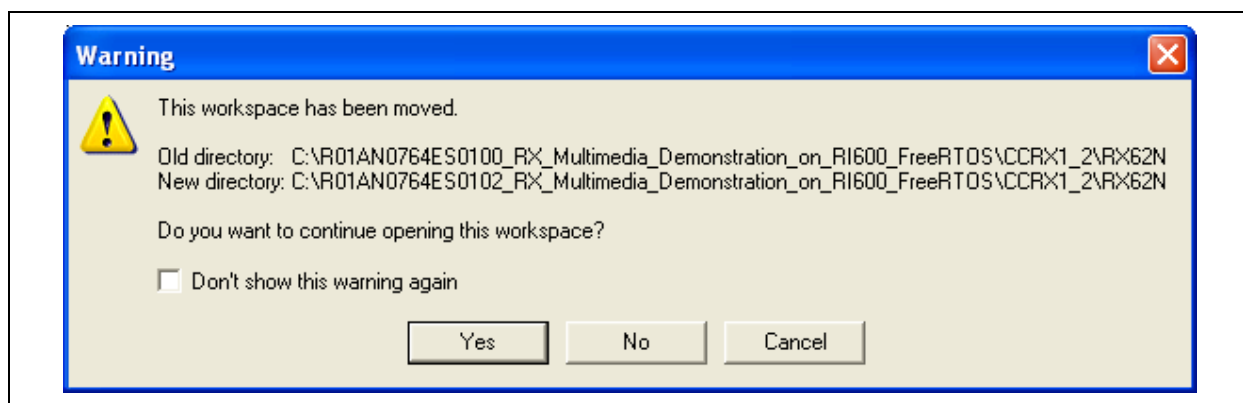 Warning
This workspace has been moved.
Old directory: C:\R01AN0764ES0100_RX_Multimedia_Demonstration_on_RI600_FreeRTOS\CCRX1_2\RX62N
New directory: C:\R01AN0764ES0102_RX_Multimedia_Demonstration_on_RI600_FreeRTOS\CCRX1_2\RX62N
Do you want to continue opening this workspace?
Don't show this warning again
Yes No Cancel